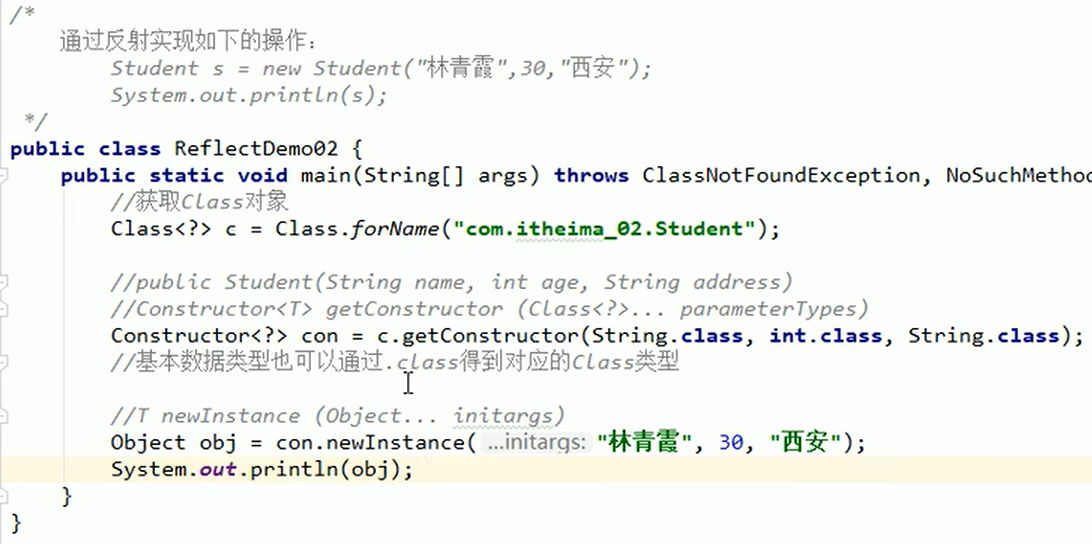 /*
通过反射实现如下的操作：
Student s = new Student("林青霞",30,"西安");
System.out.println(s);
*/
public class ReflectDemo02 {
public static void main(String[] args) throws ClassNotFoundException, NoSuchMethod
//获取Class对象
Class<?> c = Class.forName("com.itheima_02.Student");
//public Student(String name, int age, String address)
//Constructor<T> getConstructor (Class<?>... parameterTypes)
Constructor<?> con = c.getConstructor(String.class, int.class, String.class);
//基本数据类型也可以通过.class得到对应的Class类型
//T newInstance (Object... initargs)
Object obj = con.newInstance( ...initargs: "林青霞", 30, "西安");
System.out.println(obj);
}
}